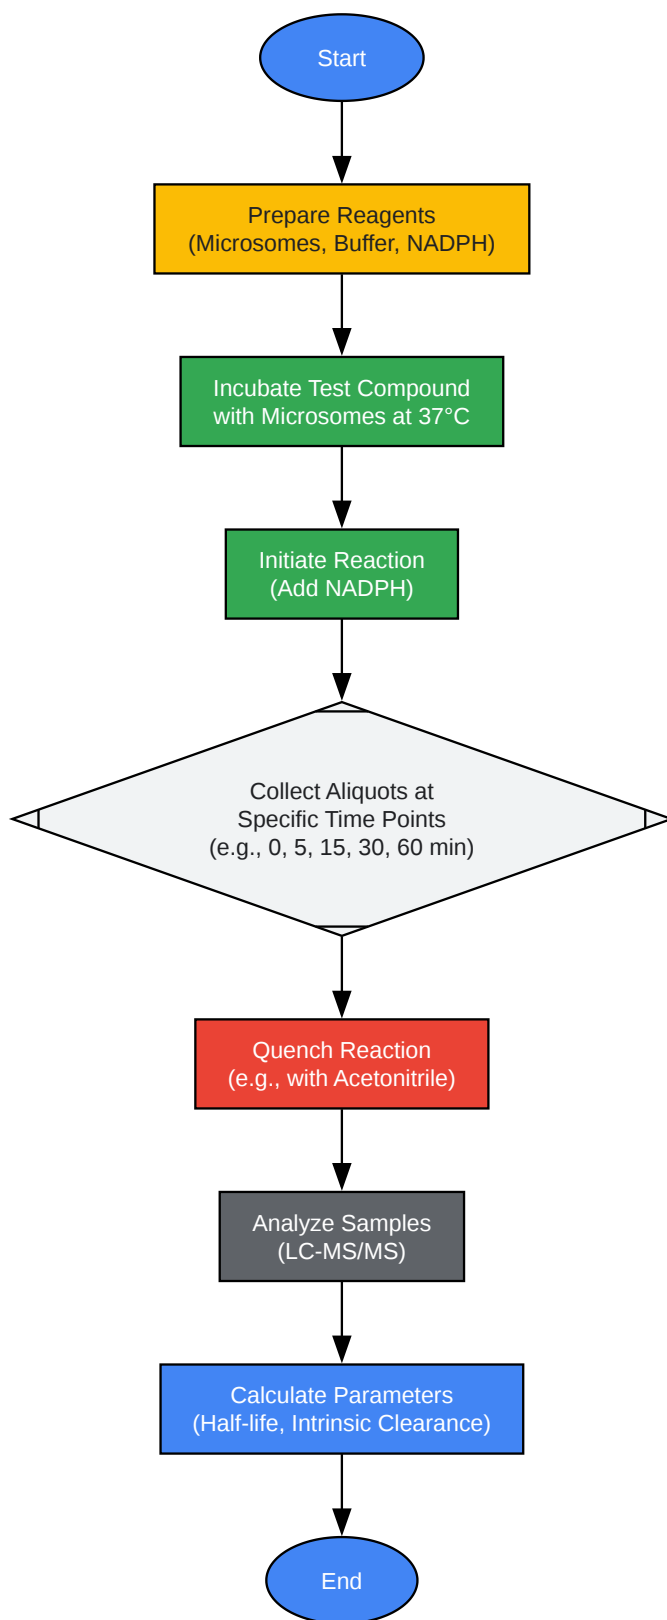 Start
Prepare Reagents
(Microsomes, Buffer, NADPH)
Incubate Test Compound
with Microsomes at 37°C
Initiate Reaction
(Add NADPH)
Collect Aliquots at
Specific Time Points
(e.g., 0, 5, 15, 30, 60 min)
Quench Reaction
(e.g., with Acetonitrile)
Analyze Samples
(LC-MS/MS)
Calculate Parameters
(Half-life, Intrinsic Clearance)
End